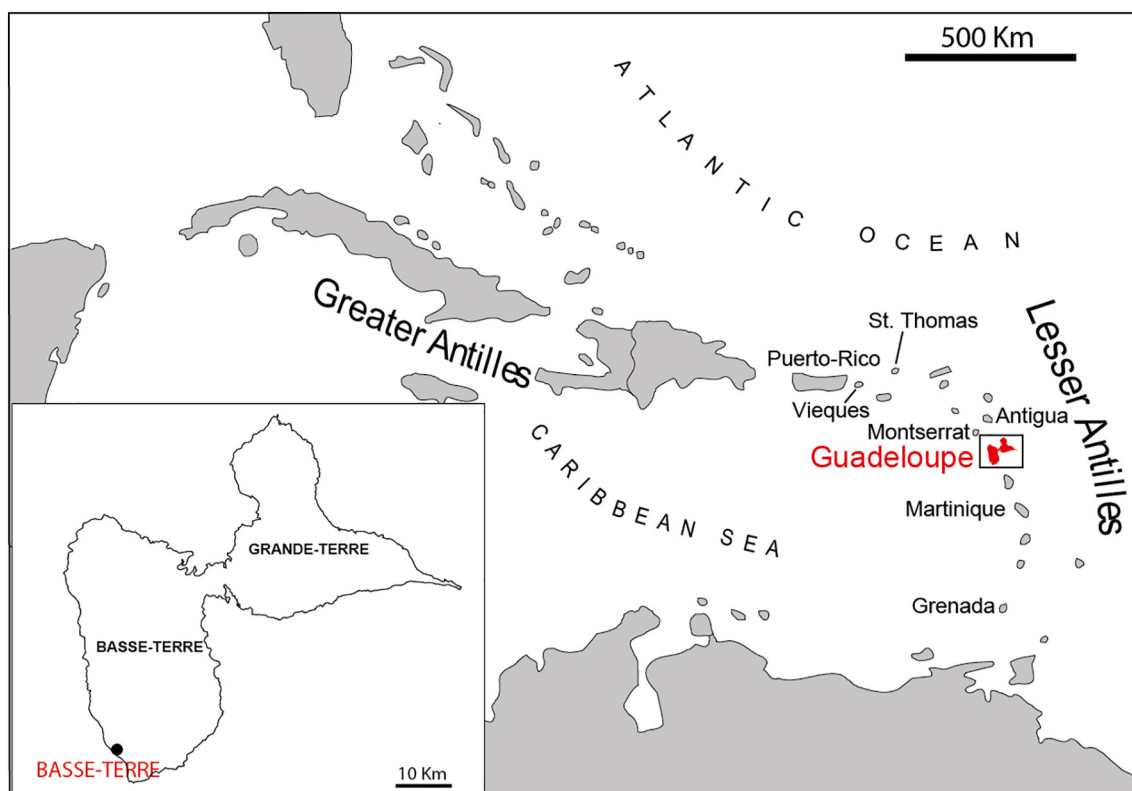 500 Km
ATLANTIC OCEAN
Greater Antilles
Lesser Antilles
St. Thomas
Puerto-Rico
Vieques
Antigua
Montserrat
Guadeloupe
CARIBBEAN SEA
Martinique
Grenada
GRANDE-TERRE
BASSE-TERRE
BASSE-TERRE
10 Km